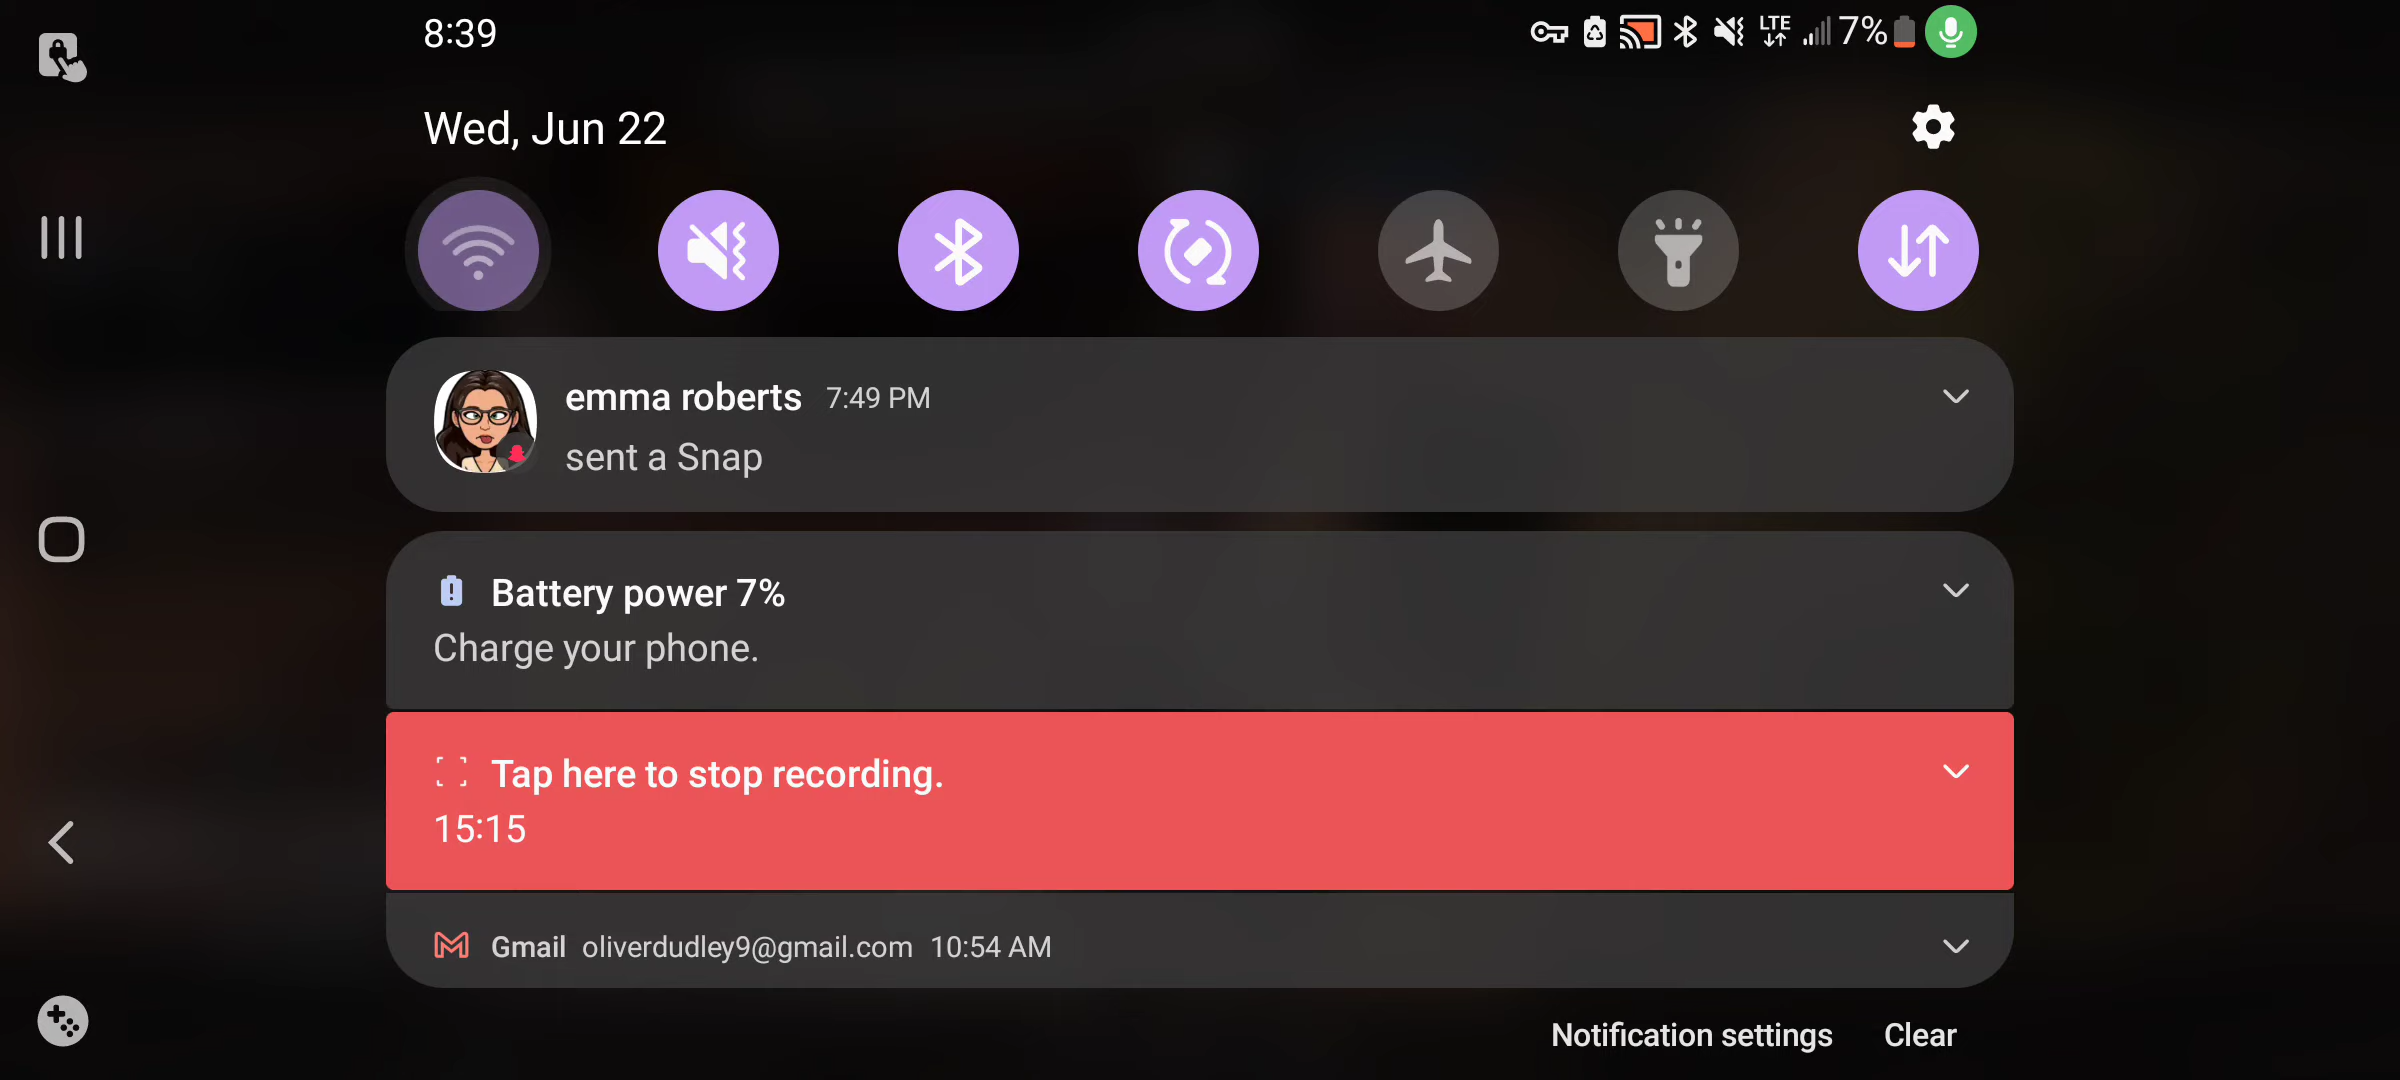 8:39
LTE 7%
Wed, Jun 22
emma roberts 7:49 PM
sent a Snap
Battery power 7%
Charge your phone.
Tap here to stop recording.
15:15
Gmail oliverdudley9@gmail.com 10:54 AM
Notification settings Clear